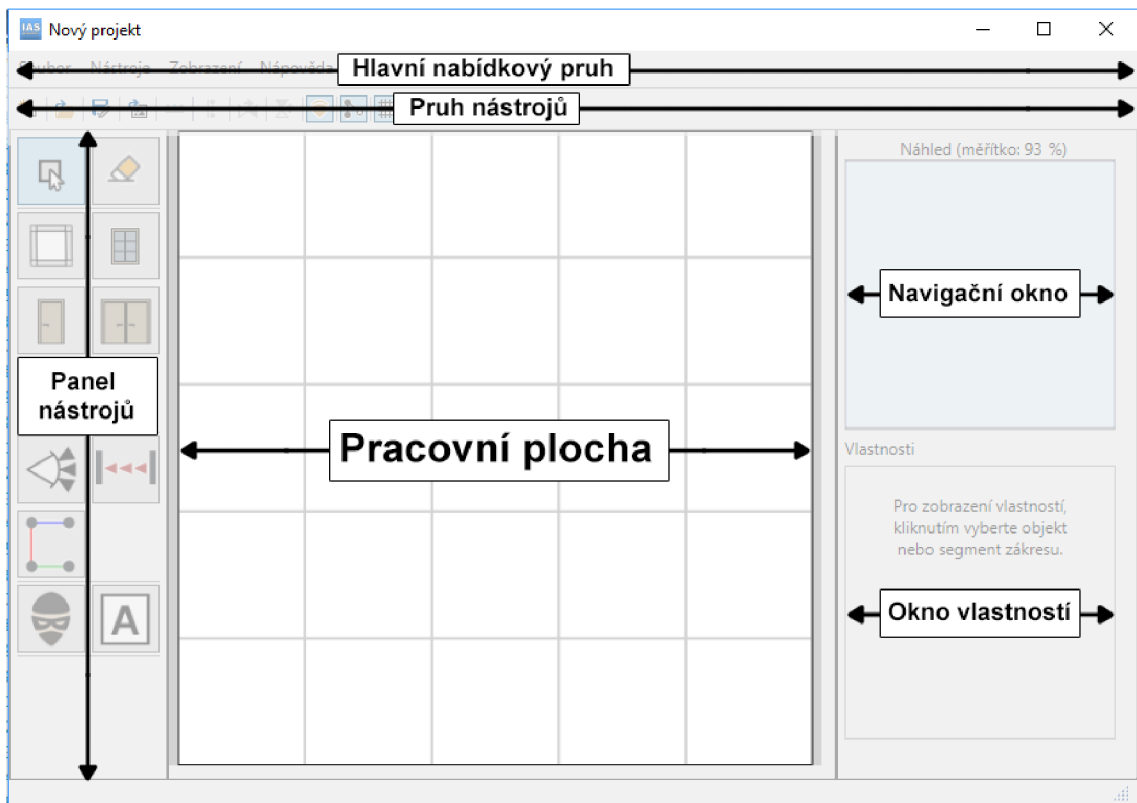 IAS Nový projekt
Soubor Nástroje Zobrazení Nápověda
Hlavní nabídkový pruh
Pruh nástrojů
Náhled (měřítko: 93 %)
Navigační okno
Panel
nástrojů
Pracovní plocha
Vlastnosti
Pro zobrazení vlastností,
kliknutím vyberte objekt
nebo segment zákresu.
Okno vlastností
A